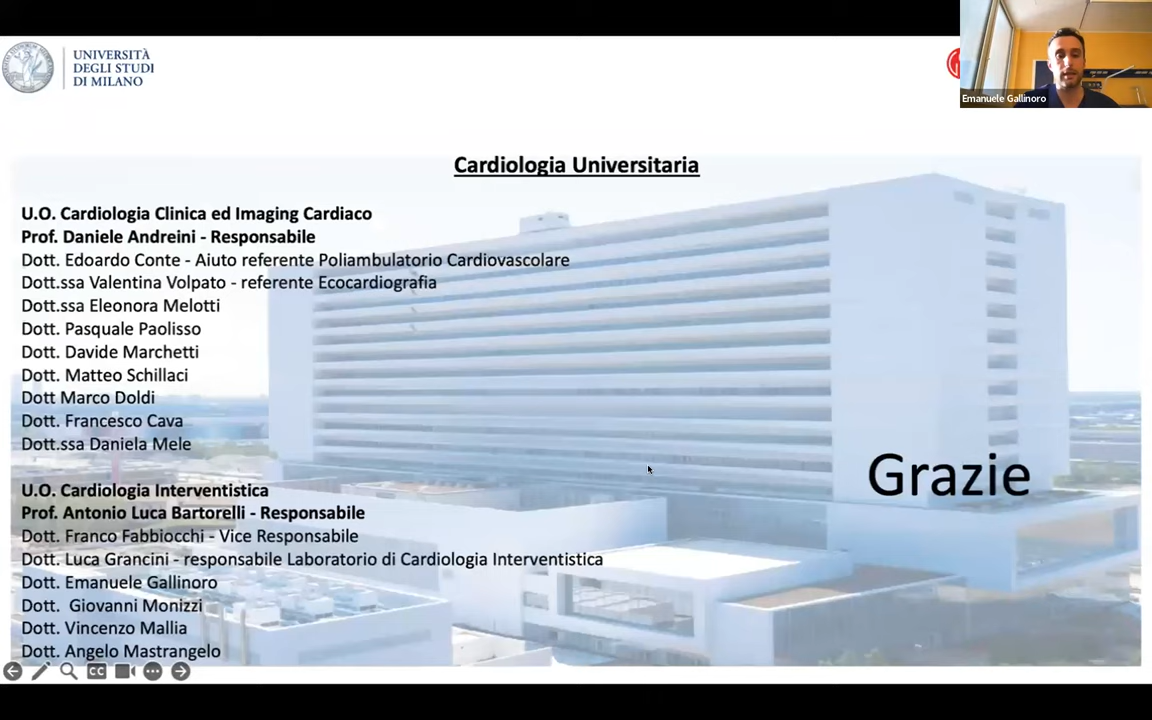 UNIVERSITÀ
DEGLI STUDI
DI MILANO
Emanuele Gallinoro
Cardiologia Universitaria
U.O. Cardiologia Clinica ed Imaging Cardiaco
Prof. Daniele Andreini - Responsabile
Dott. Edoardo Conte - Aiuto referente Poliambulatorio Cardiovascolare
Dott.ssa Valentina Volpato - referente Ecocardiografia
Dott.ssa Eleonora Melotti
Dott. Pasquale Paolisso
Dott. Davide Marchetti
Dott. Matteo Schillaci
Dott Marco Doldi
Dott. Francesco Cava
Dott.ssa Daniela Mele
U.O. Cardiologia Interventistica
Prof. Antonio Luca Bartorelli - Responsabile
Dott. Franco Fabbiocchi - Vice Responsabile
Dott. Luca Grancini - responsabile Laboratorio di Cardiologia Interventistica
Dott. Emanuele Gallinoro
Dott.  Giovanni Monizzi
Dott. Vincenzo Mallia
Dott. Angelo Mastrangelo
Grazie
CC